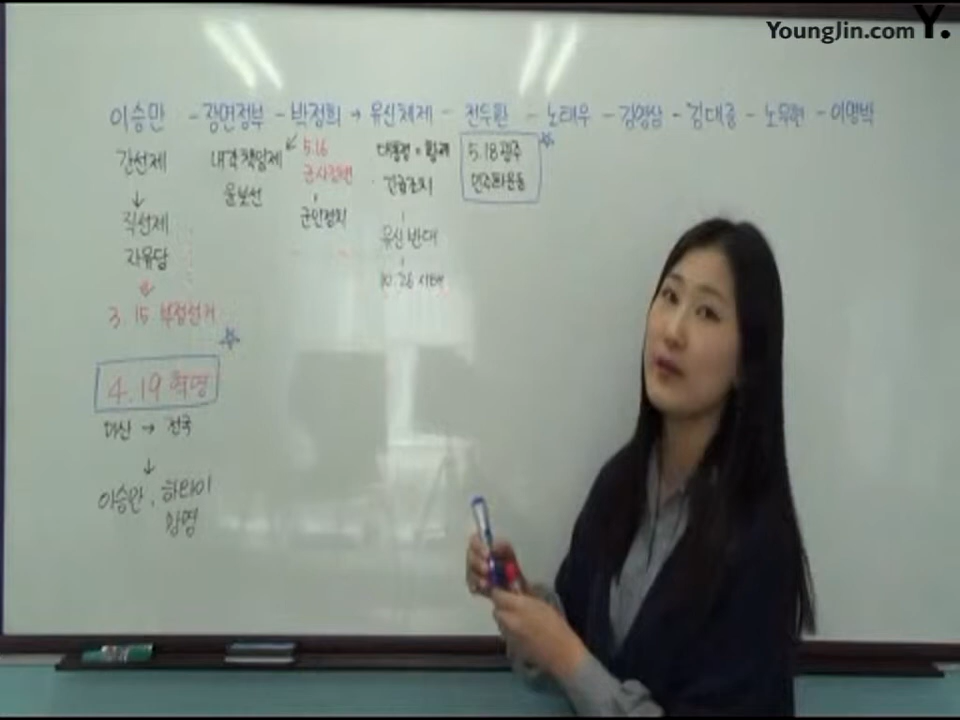 YoungJin.com Y.
이승만 - 장면정부 - 박정희 → 유신체제 - 전두환 - 노태우 - 김영삼 - 김대중 - 노무현 - 이명박
간선제
↓
직선제
자유당
↓
3. 15 부정선거
4. 19 혁명
마산 → 전국
↓
이승만, 하와이
망명
내각책임제
윤보선
5.16
군사정변
군인정치
대통령 = 황제
· 긴급조치
유신반대
10. 26 사태
5.18 광주
민주화운동